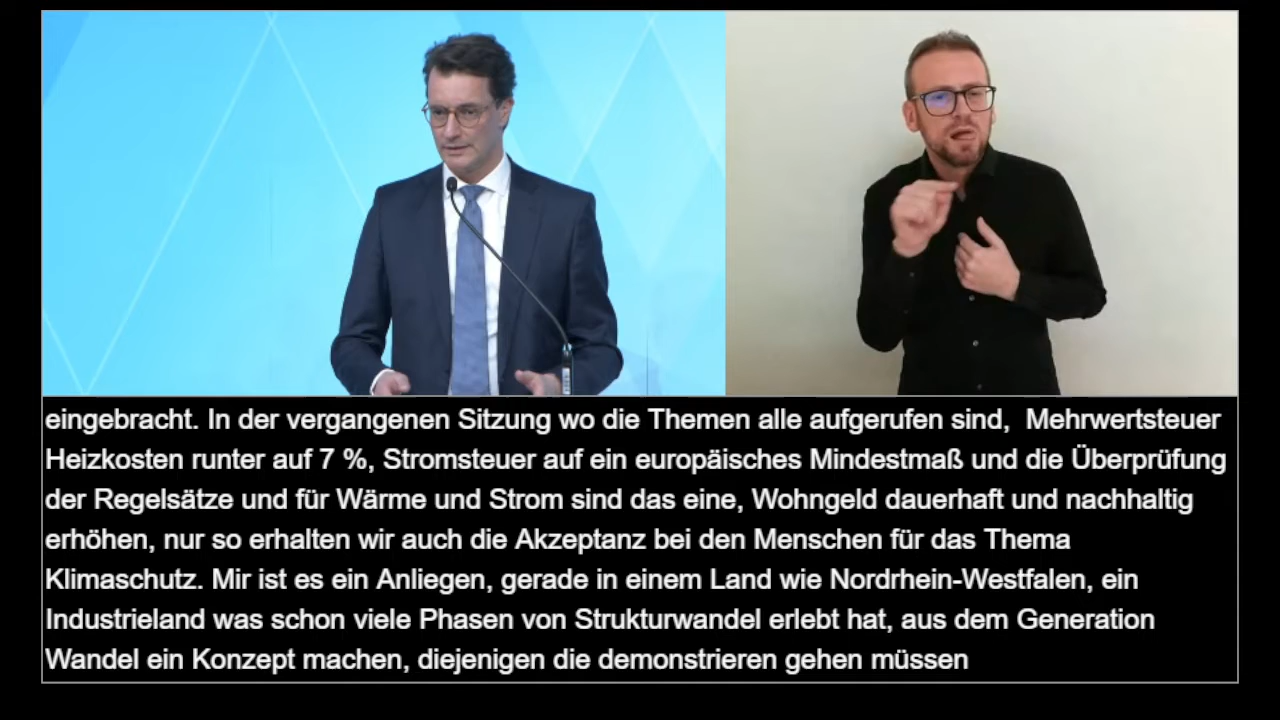 eingebracht. In der vergangenen Sitzung wo die Themen alle aufgerufen sind,  Mehrwertsteuer
Heizkosten runter auf 7 %, Stromsteuer auf ein europäisches Mindestmaß und die Überprüfung
der Regelsätze und für Wärme und Strom sind das eine, Wohngeld dauerhaft und nachhaltig
erhöhen, nur so erhalten wir auch die Akzeptanz bei den Menschen für das Thema
Klimaschutz. Mir ist es ein Anliegen, gerade in einem Land wie Nordrhein-Westfalen, ein
Industrieland was schon viele Phasen von Strukturwandel erlebt hat, aus dem Generation
Wandel ein Konzept machen, diejenigen die demonstrieren gehen müssen